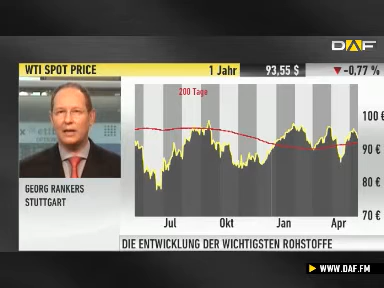 DAF
WTI SPOT PRICE
1 Jahr
93,55 $
-0,77 %
200 Tage
100 €
90 €
80 €
70 €
Jul
Okt
Jan
Apr
GEORG RANKERS
STUTTGART
DIE ENTWICKLUNG DER WICHTIGSTEN ROHSTOFFE
WWW.DAF.FM